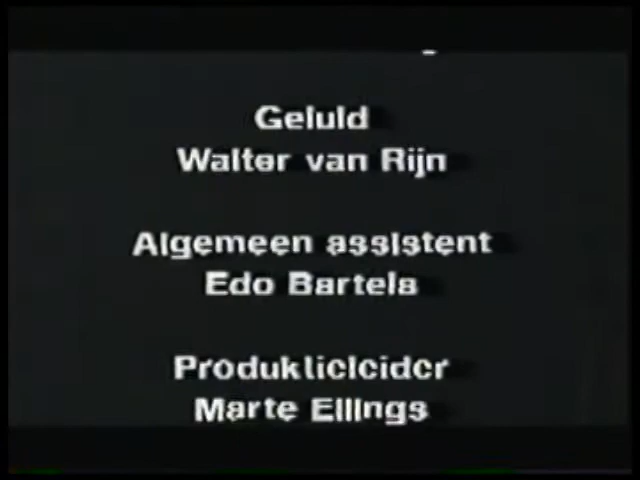 Geluid
Walter van Rijn
Algemeen assistent
Edo Bartels
Produktieleider
Marte Ellings